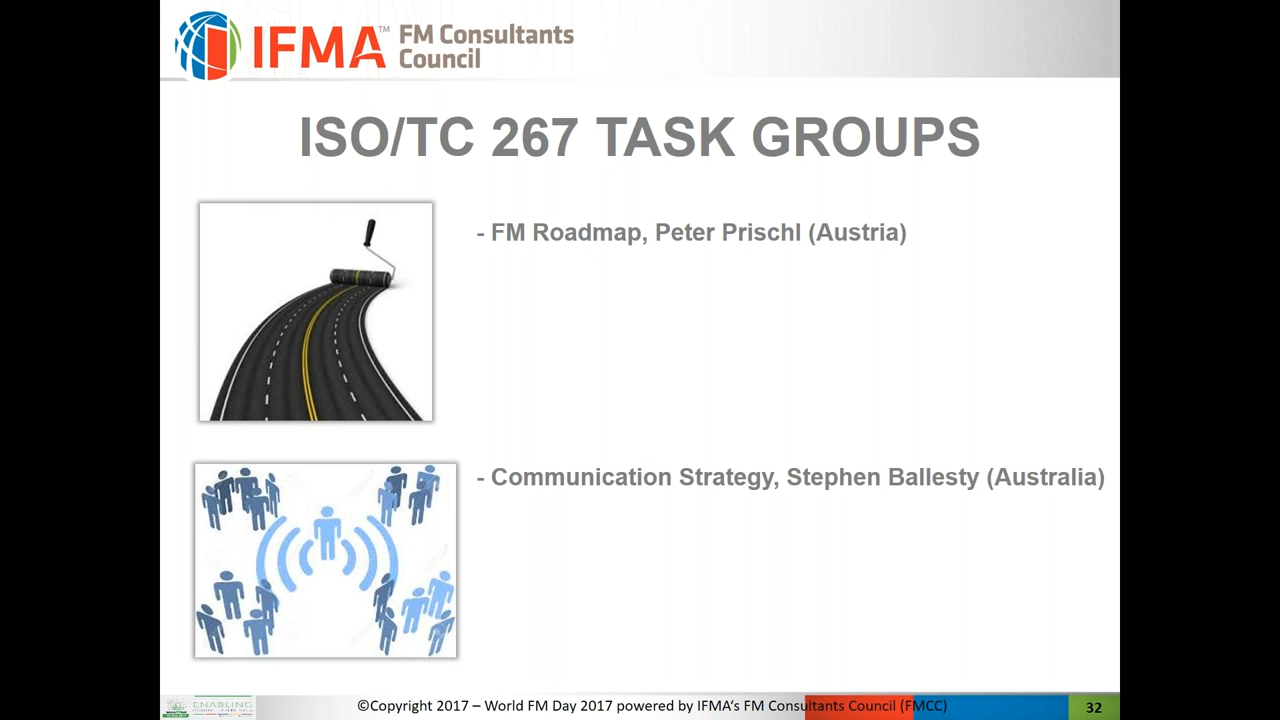 IFMA™ FM Consultants
Council
ISO/TC 267 TASK GROUPS
- FM Roadmap, Peter Prischl (Austria)
- Communication Strategy, Stephen Ballesty (Australia)
ENABLING
©Copyright 2017 – World FM Day 2017 powered by IFMA‘s FM Consultants Council (FMCC)
32